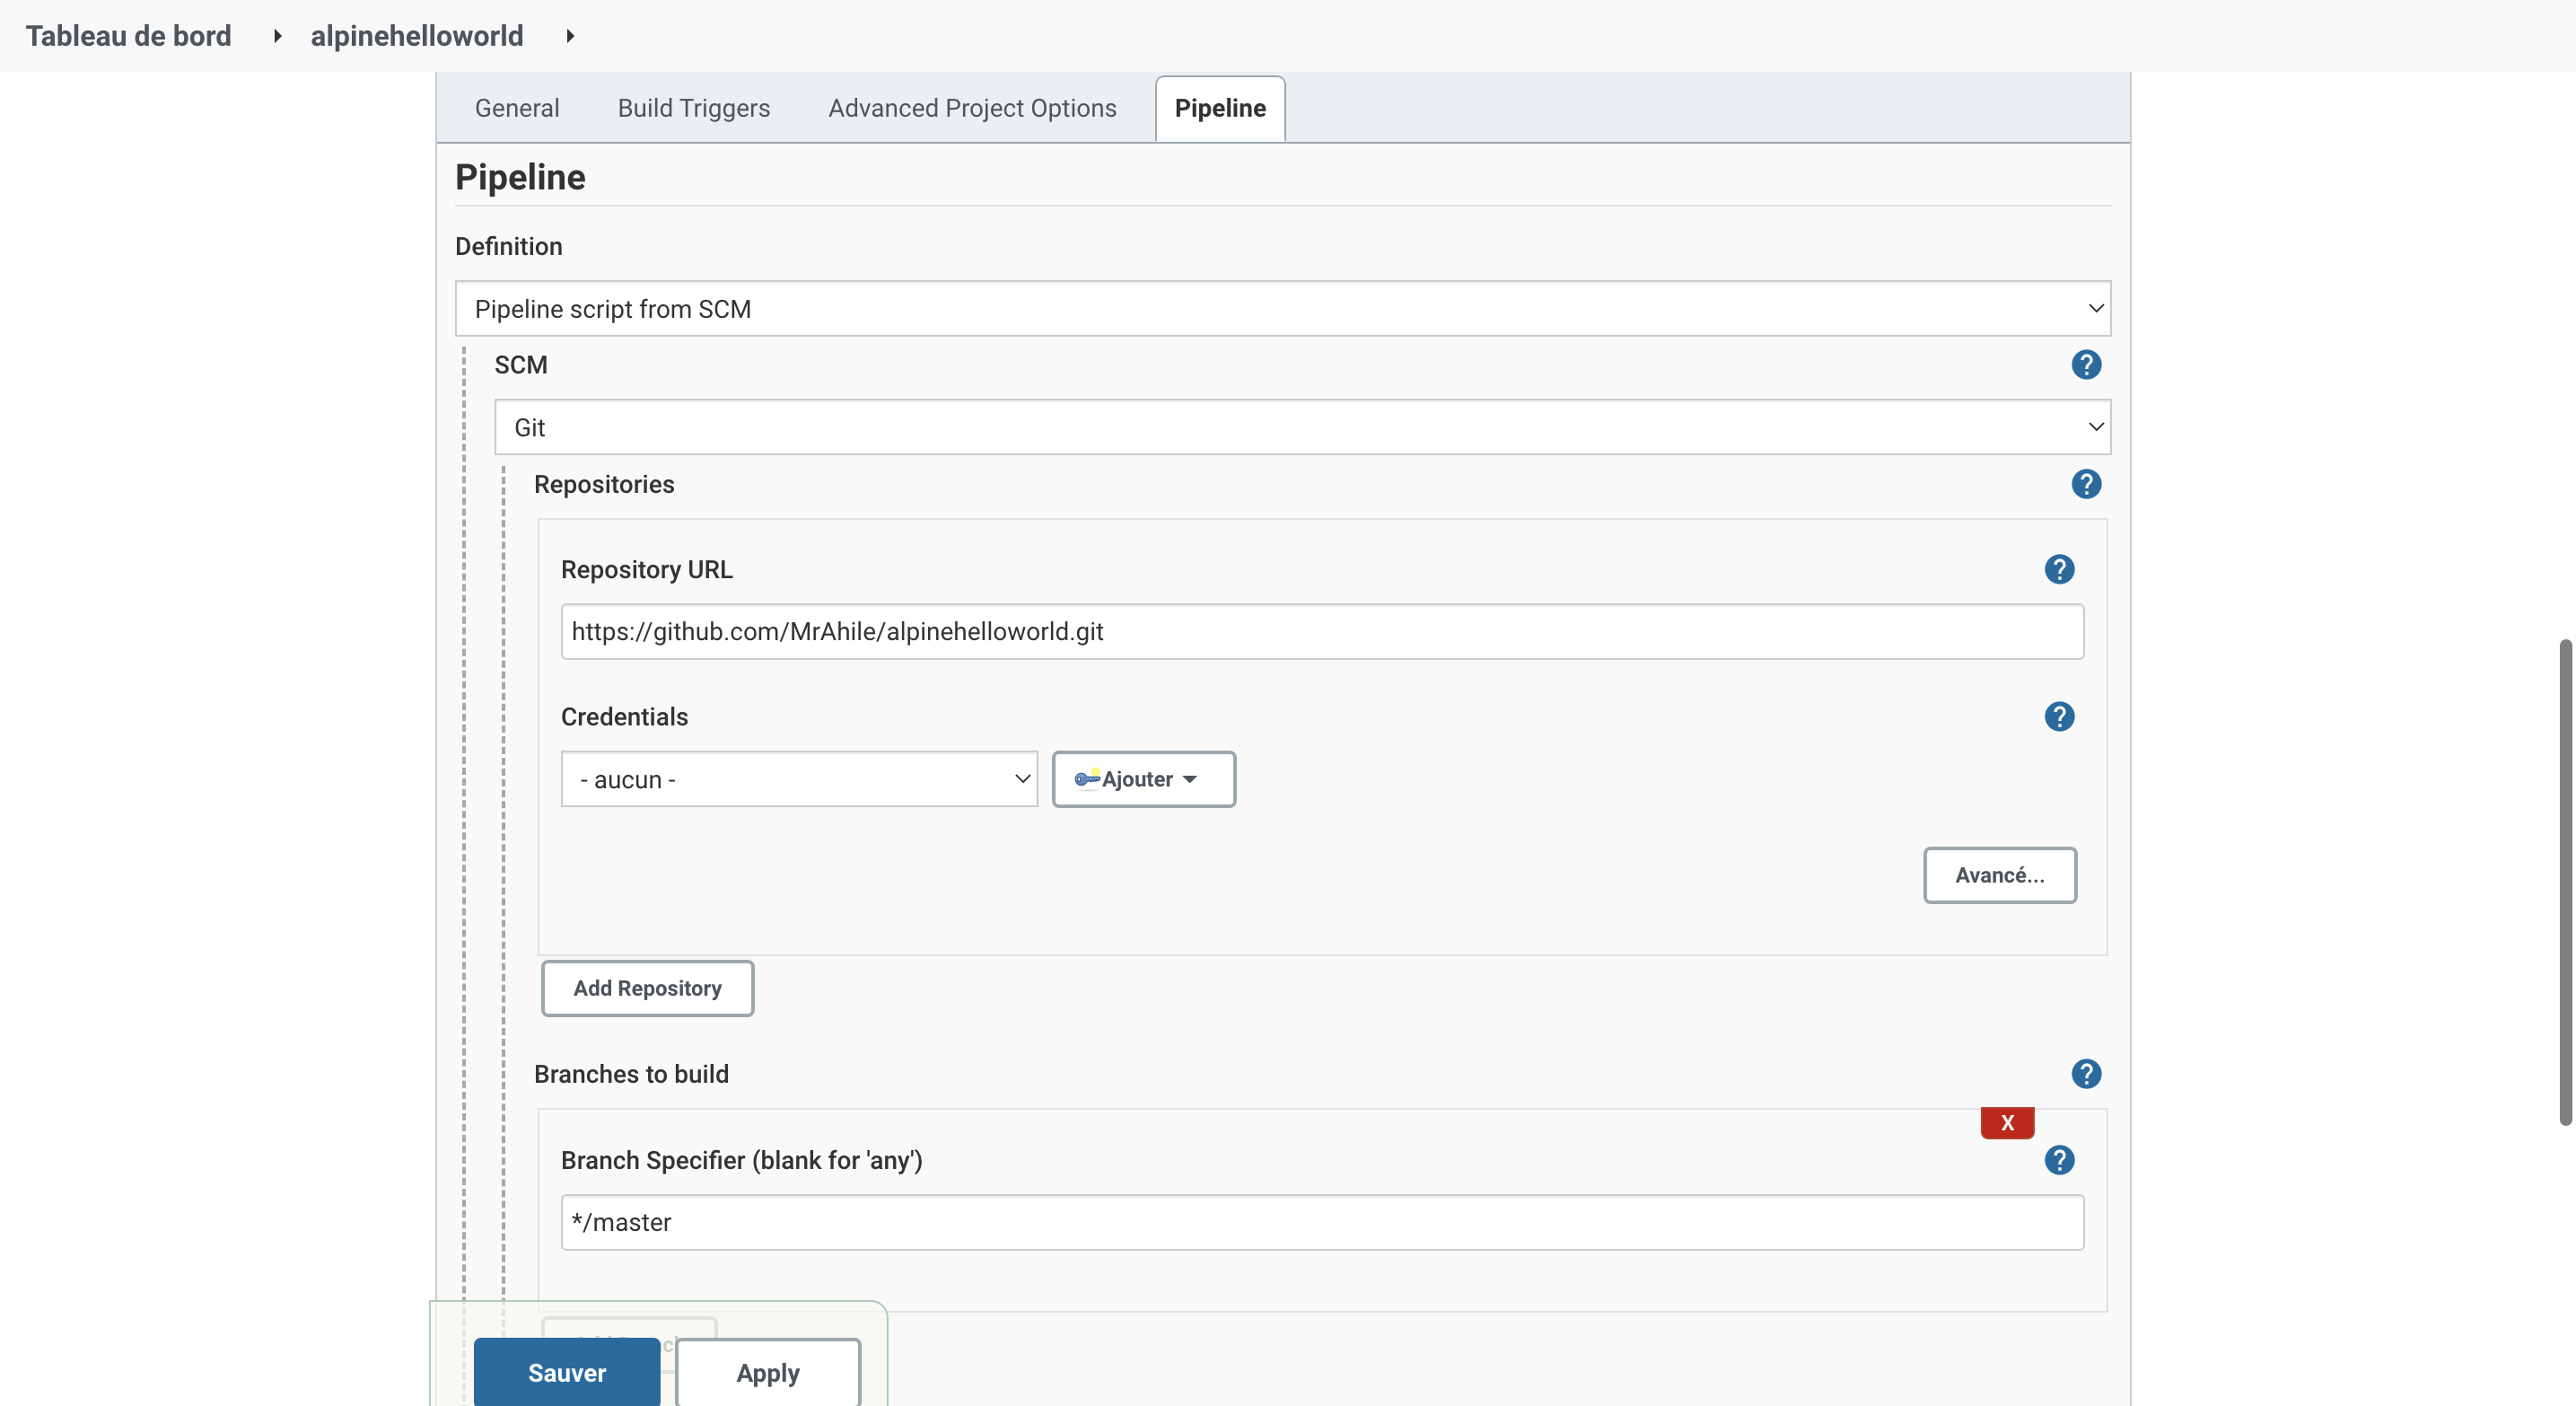 Tableau de bord alpinehelloworld
General Build Triggers Advanced Project Options Pipeline
Pipeline
Definition
Pipeline script from SCM
SCM
?
Git
Repositories
?
Repository URL
?
https://github.com/MrAhile/alpinehelloworld.git
Credentials
?
- aucun -
Ajouter
Avancé...
Add Repository
Branches to build
?
X
Branch Specifier (blank for 'any')
?
*/master
Sauver Apply